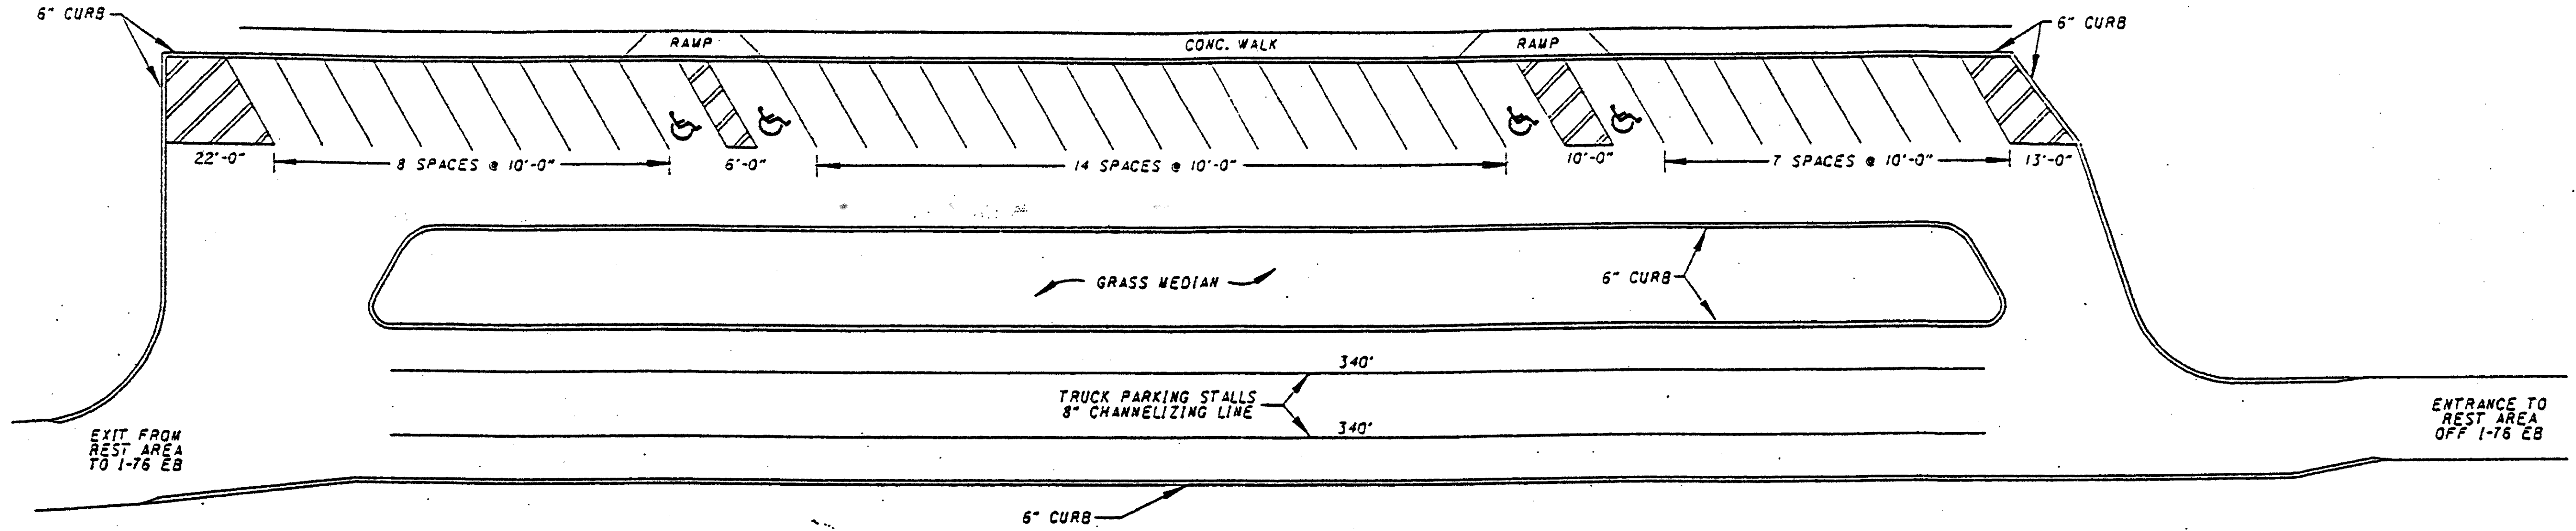 6" CURB
6" CURB
RAMP
CONC. WALK
RAMP
22'-0"
8 SPACES @ 10'-0"
6'-0"
14 SPACES @ 10'-0"
10'-0"
7 SPACES @ 10'-0"
13'-0"
GRASS MEDIAN
6" CURB
340'
TRUCK PARKING STALLS
8" CHANNELIZING LINE
340'
EXIT FROM
REST AREA
TO I-76 EB
ENTRANCE TO
REST AREA
OFF I-76 EB
6" CURB